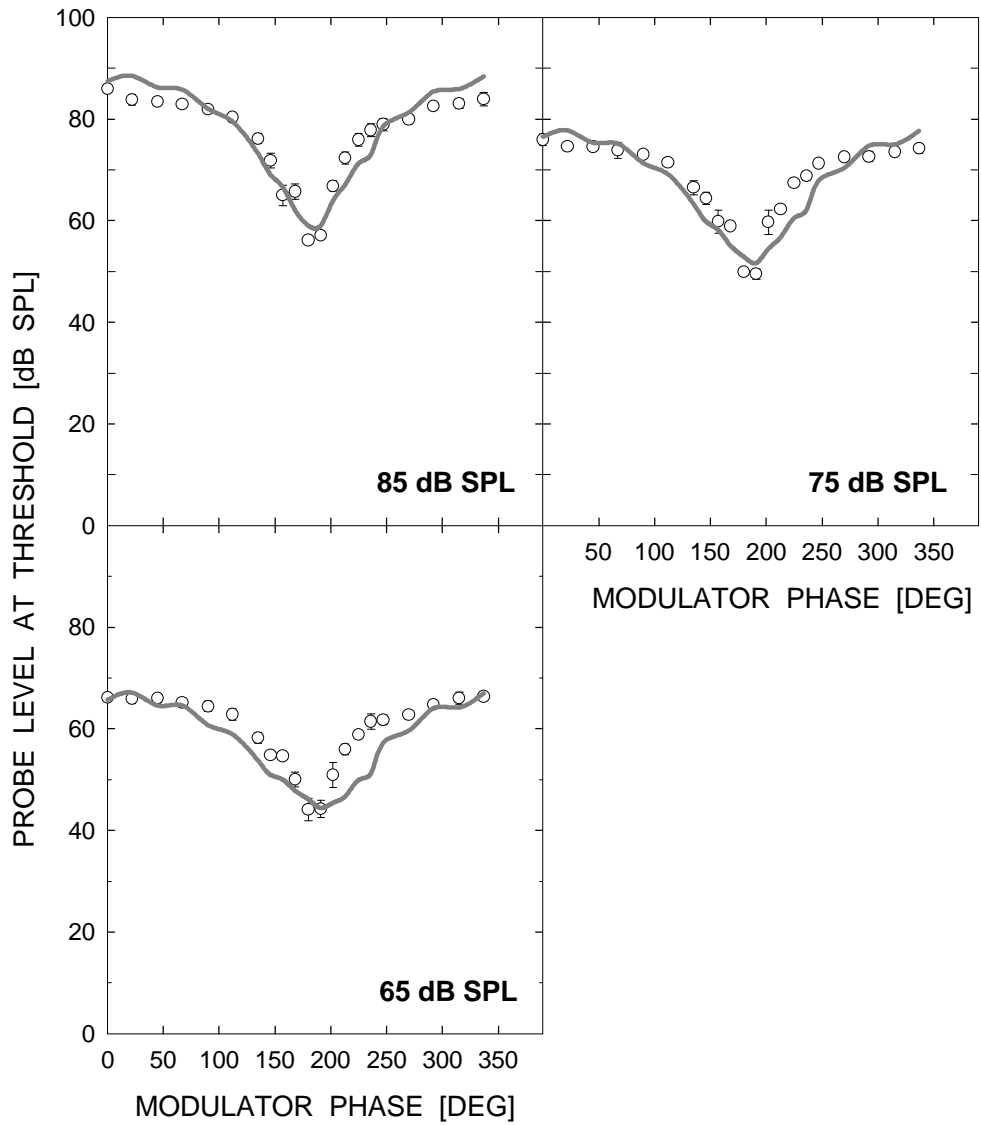 100
80
60
40
20
0
85 dB SPL
75 dB SPL
50 100 150 200 250 300 350
MODULATOR PHASE [DEG]
PROBE LEVEL AT THRESHOLD [dB SPL]
80
60
40
20
0
65 dB SPL
0 50 100 150 200 250 300 350
MODULATOR PHASE [DEG]